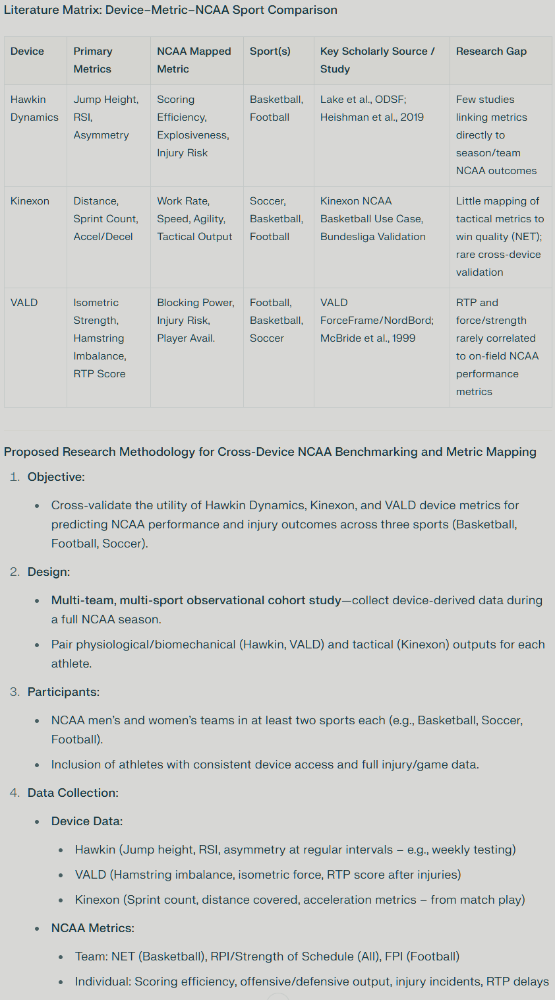 Literature Matrix: Device–Metric–NCAA Sport Comparison
Device
Primary
Metrics
NCAA Mapped
Metric
Sport(s)
Key Scholarly Source /
Study
Research Gap
Hawkin
Dynamics
Jump Height,
RSI,
Asymmetry
Scoring
Efficiency,
Explosiveness,
Injury Risk
Basketball,
Football
Lake et al., ODSF;
Heishman et al., 2019
Few studies
linking metrics
directly to
season/team
NCAA outcomes
Kinexon
Distance,
Sprint Count,
Accel/Decel
Work Rate,
Speed, Agility,
Tactical Output
Soccer,
Basketball,
Football
Kinexon NCAA
Basketball Use Case,
Bundesliga Validation
Little mapping of
tactical metrics to
win quality (NET);
rare cross-device
validation
VALD
Isometric
Strength,
Hamstring
Imbalance,
RTP Score
Blocking Power,
Injury Risk,
Player Avail.
Football,
Basketball,
Soccer
VALD
ForceFrame/NordBord;
McBride et al., 1999
RTP and
force/strength
rarely correlated
to on-field NCAA
performance
metrics
Proposed Research Methodology for Cross-Device NCAA Benchmarking and Metric Mapping
1. Objective:
• Cross-validate the utility of Hawkin Dynamics, Kinexon, and VALD device metrics for
predicting NCAA performance and injury outcomes across three sports (Basketball,
Football, Soccer).
2. Design:
• Multi-team, multi-sport observational cohort study—collect device-derived data during
a full NCAA season.
• Pair physiological/biomechanical (Hawkin, VALD) and tactical (Kinexon) outputs for each
athlete.
3. Participants:
• NCAA men's and women's teams in at least two sports each (e.g., Basketball, Soccer,
Football).
• Inclusion of athletes with consistent device access and full injury/game data.
4. Data Collection:
• Device Data:
• Hawkin (Jump height, RSI, asymmetry at regular intervals – e.g., weekly testing)
• VALD (Hamstring imbalance, isometric force, RTP score after injuries)
• Kinexon (Sprint count, distance covered, acceleration metrics – from match play)
• NCAA Metrics:
• Team: NET (Basketball), RPI/Strength of Schedule (All), FPI (Football)
• Individual: Scoring efficiency, offensive/defensive output, injury incidents, RTP delays